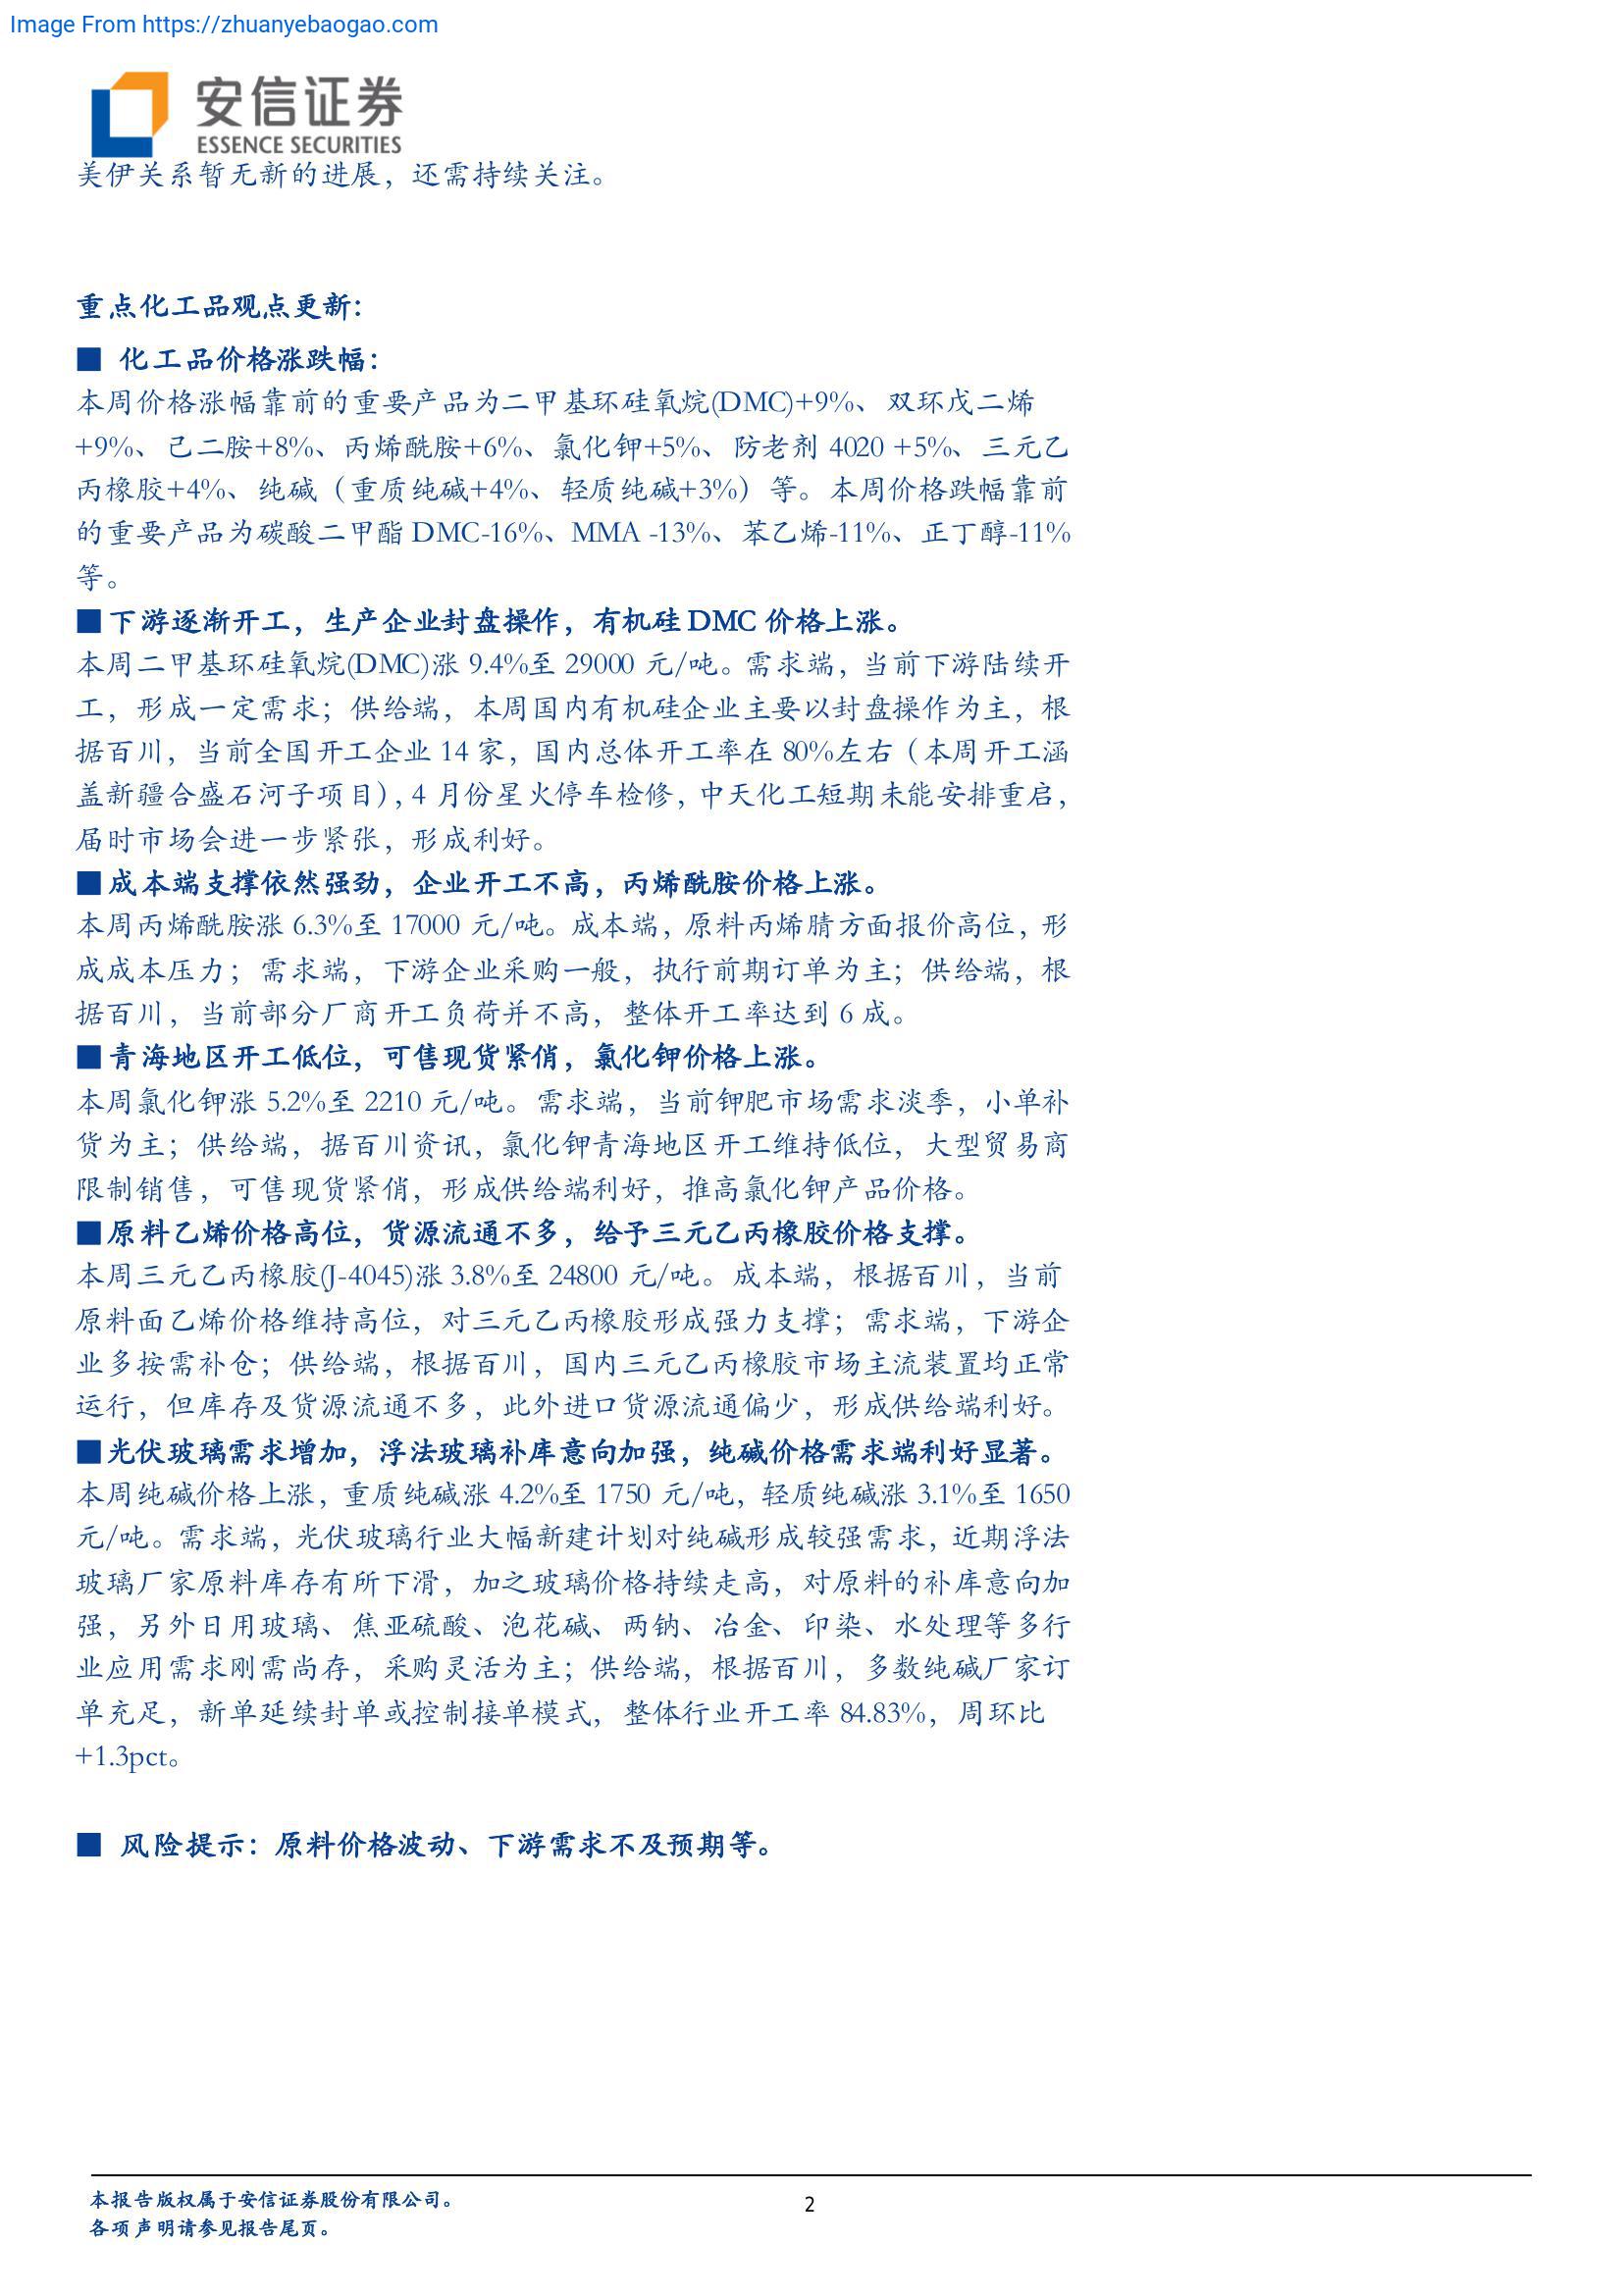 Image From https://zhuanyebaogao.com
安信证券
ESSENCE SECURITIES
美伊关系暂无新的进展，还需持续关注。
重点化工品观点更新：
■ 化工品价格涨跌幅：
本周价格涨幅靠前的重要产品为二甲基环硅氧烷(DMC)+9%、双环戊二烯
+9%、己二胺+8%、丙烯酰胺+6%、氯化钾+5%、防老剂 4020 +5%、三元乙
丙橡胶+4%、纯碱（重质纯碱+4%、轻质纯碱+3%）等。本周价格跌幅靠前
的重要产品为碳酸二甲酯 DMC-16%、MMA -13%、苯乙烯-11%、正丁醇-11%
等。
■下游逐渐开工，生产企业封盘操作，有机硅 DMC 价格上涨。
本周二甲基环硅氧烷(DMC)涨 9.4%至 29000 元/吨。需求端，当前下游陆续开
工，形成一定需求；供给端，本周国内有机硅企业主要以封盘操作为主，根
据百川，当前全国开工企业 14 家，国内总体开工率在 80%左右（本周开工涵
盖新疆合盛石河子项目），4 月份星火停车检修，中天化工短期未能安排重启，
届时市场会进一步紧张，形成利好。
■成本端支撑依然强劲，企业开工不高，丙烯酰胺价格上涨。
本周丙烯酰胺涨 6.3%至 17000 元/吨。成本端，原料丙烯腈方面报价高位，形
成成本压力；需求端，下游企业采购一般，执行前期订单为主；供给端，根
据百川，当前部分厂商开工负荷并不高，整体开工率达到 6 成。
■青海地区开工低位，可售现货紧俏，氯化钾价格上涨。
本周氯化钾涨 5.2%至 2210 元/吨。需求端，当前钾肥市场需求淡季，小单补
货为主；供给端，据百川资讯，氯化钾青海地区开工维持低位，大型贸易商
限制销售，可售现货紧俏，形成供给端利好，推高氯化钾产品价格。
■原料乙烯价格高位，货源流通不多，给予三元乙丙橡胶价格支撑。
本周三元乙丙橡胶(J-4045)涨 3.8%至 24800 元/吨。成本端，根据百川，当前
原料面乙烯价格维持高位，对三元乙丙橡胶形成强力支撑；需求端，下游企
业多按需补仓；供给端，根据百川，国内三元乙丙橡胶市场主流装置均正常
运行，但库存及货源流通不多，此外进口货源流通偏少，形成供给端利好。
■光伏玻璃需求增加，浮法玻璃补库意向加强，纯碱价格需求端利好显著。
本周纯碱价格上涨，重质纯碱涨 4.2%至 1750 元/吨，轻质纯碱涨 3.1%至 1650
元/吨。需求端，光伏玻璃行业大幅新建计划对纯碱形成较强需求，近期浮法
玻璃厂家原料库存有所下滑，加之玻璃价格持续走高，对原料的补库意向加
强，另外日用玻璃、焦亚硫酸、泡花碱、两钠、冶金、印染、水处理等多行
业应用需求刚需尚存，采购灵活为主；供给端，根据百川，多数纯碱厂家订
单充足，新单延续封单或控制接单模式，整体行业开工率 84.83%，周环比
+1.3pct。
■ 风险提示：原料价格波动、下游需求不及预期等。
本报告版权属于安信证券股份有限公司。
2
各项声明请参见报告尾页。